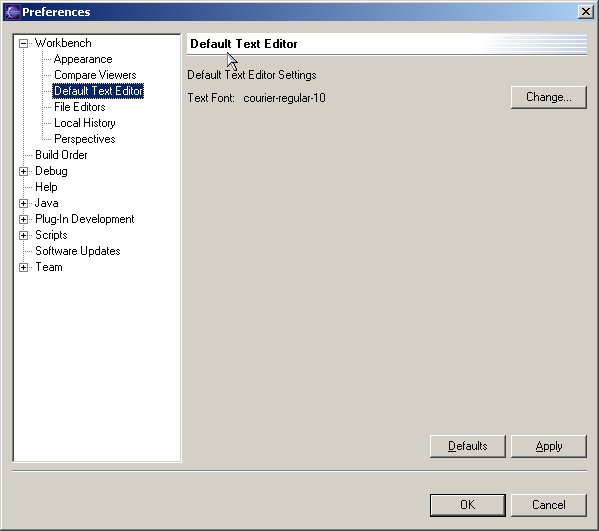 Preferences
Workbench
Appearance
Compare Viewers
Default Text Editor
File Editors
Local History
Perspectives
Build Order
Debug
Help
Java
Plug-In Development
Scripts
Software Updates
Team
Default Text Editor
Default Text Editor Settings
Text Font: courier-regular-10 Change...
Defaults Apply
OK Cancel